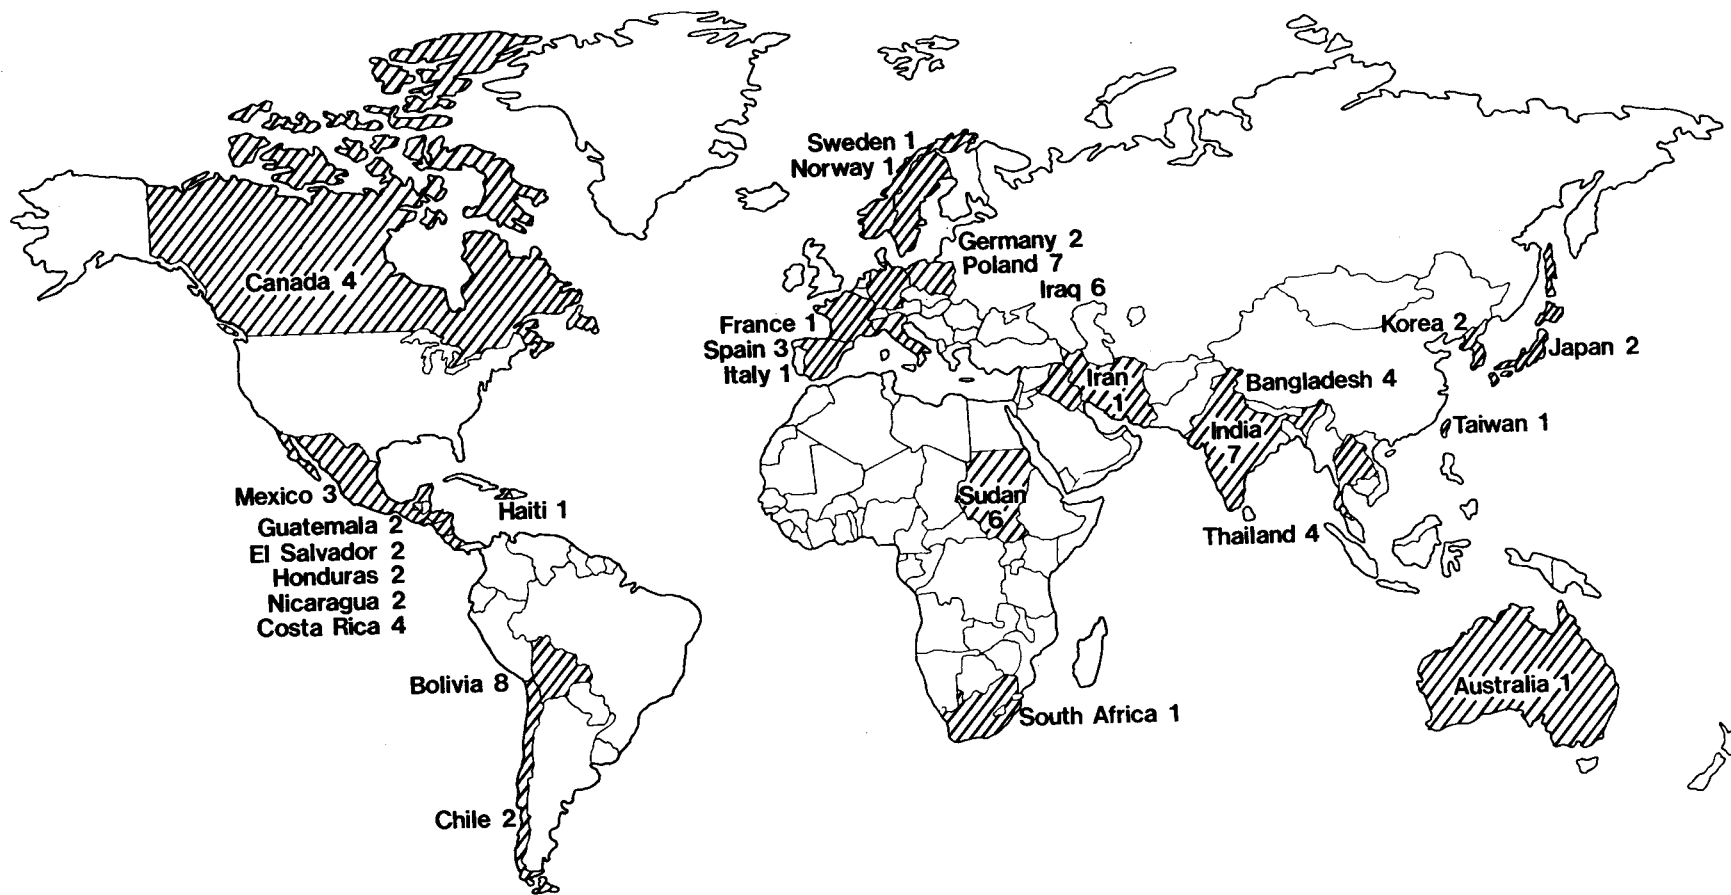 Sweden 1
Norway 1
Germany 2
Poland 7
Iraq 6
Canada 4
France 1
Spain 3
Italy 1
Korea 2
Japan 2
Iran
1
Bangladesh 4
India
7
Taiwan 1
Mexico 3
Haiti 1
Guatemala 2
El Salvador 2
Honduras 2
Nicaragua 2
Costa Rica 4
Sudan
6
Thailand 4
Bolivia 8
Australia 1
South Africa 1
Chile 2